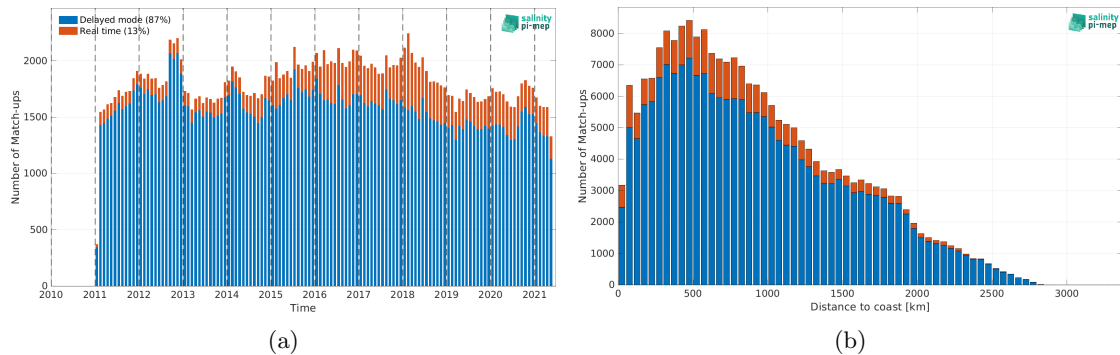 Delayed mode (87%)
Real time (13%)
salinity
pi-mep
Number of Match-ups
2000
1500
1000
500
0
2010 2011 2012 2013 2014 2015 2016 2017 2018 2019 2020 2021
Time
(a)
salinity
pi-mep
Number of Match-ups
8000
7000
6000
5000
4000
3000
2000
1000
0
0 500 1000 1500 2000 2500 3000
Distance to coast [km]
(b)